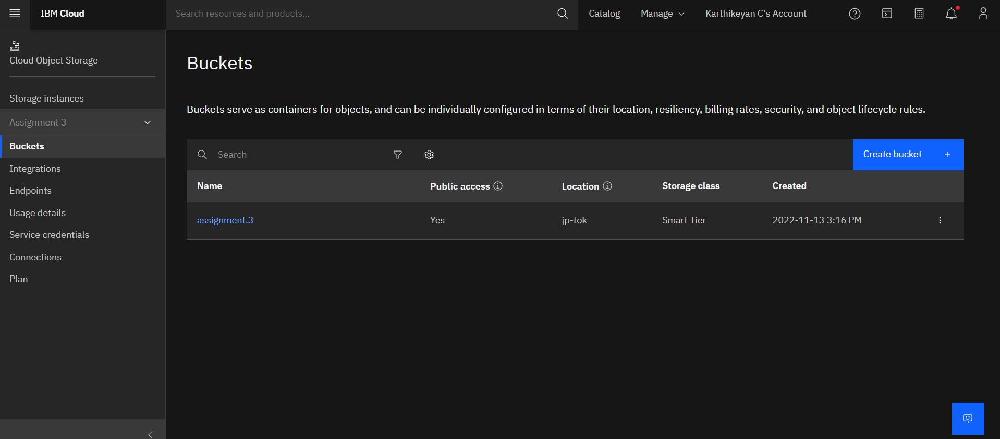 IBM Cloud
Search resources and products...
Catalog
Manage
Karthikeyan C's Account
Cloud Object Storage
Storage instances
Assignment 3
Buckets
Integrations
Endpoints
Usage details
Service credentials
Connections
Plan
Buckets
Buckets serve as containers for objects, and can be individually configured in terms of their location, resiliency, billing rates, security, and object lifecycle rules.
Search
Create bucket +
Name Public access Location Storage class Created
assignment.3 Yes jp-tok Smart Tier 2022-11-13 3:16 PM